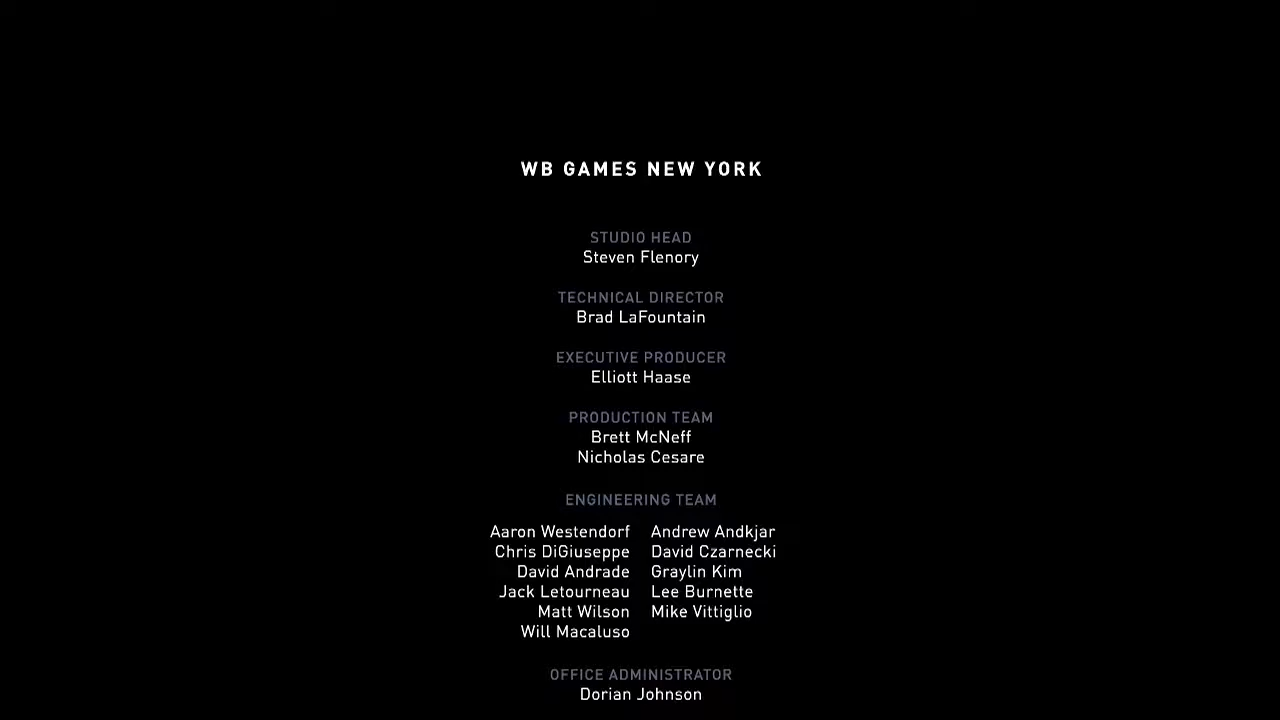 WB GAMES NEW YORK
STUDIO HEAD
Steven Flenory
TECHNICAL DIRECTOR
Brad LaFountain
EXECUTIVE PRODUCER
Elliott Haase
PRODUCTION TEAM
Brett McNeff
Nicholas Cesare
ENGINEERING TEAM
Aaron Westendorf Andrew Andkjar
Chris DiGiuseppe David Czarnecki
David Andrade Graylin Kim
Jack Letourneau Lee Burnette
Matt Wilson Mike Vittiglio
Will Macaluso
OFFICE ADMINISTRATOR
Dorian Johnson